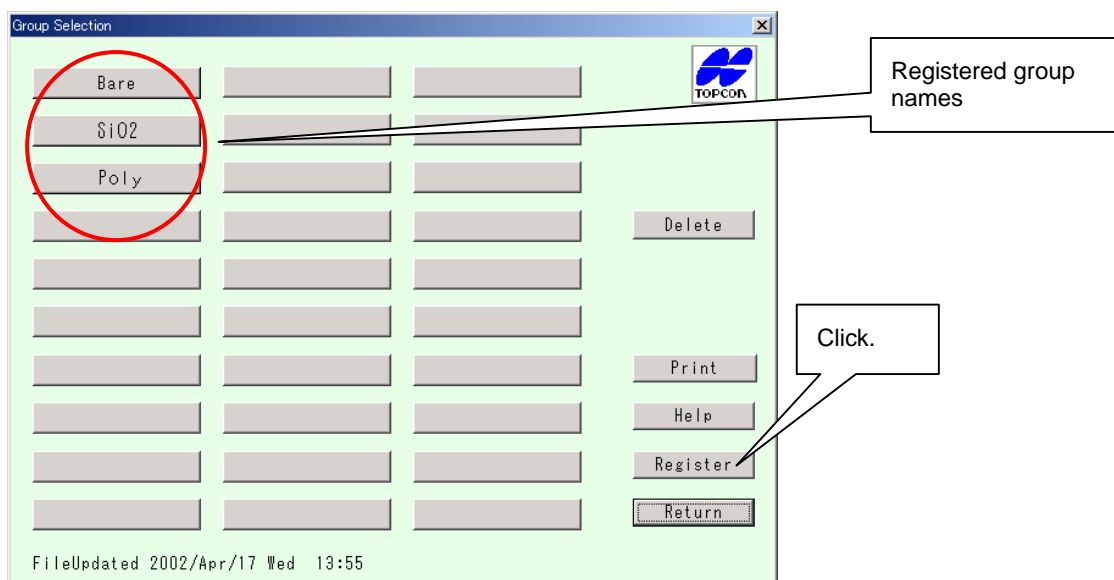 Group Selection
TOPCON
Registered group
names
Bare
SiO2
Poly
Delete
Click.
Print
Help
Register
Return
FileUpdated 2002/Apr/17 Wed 13:55